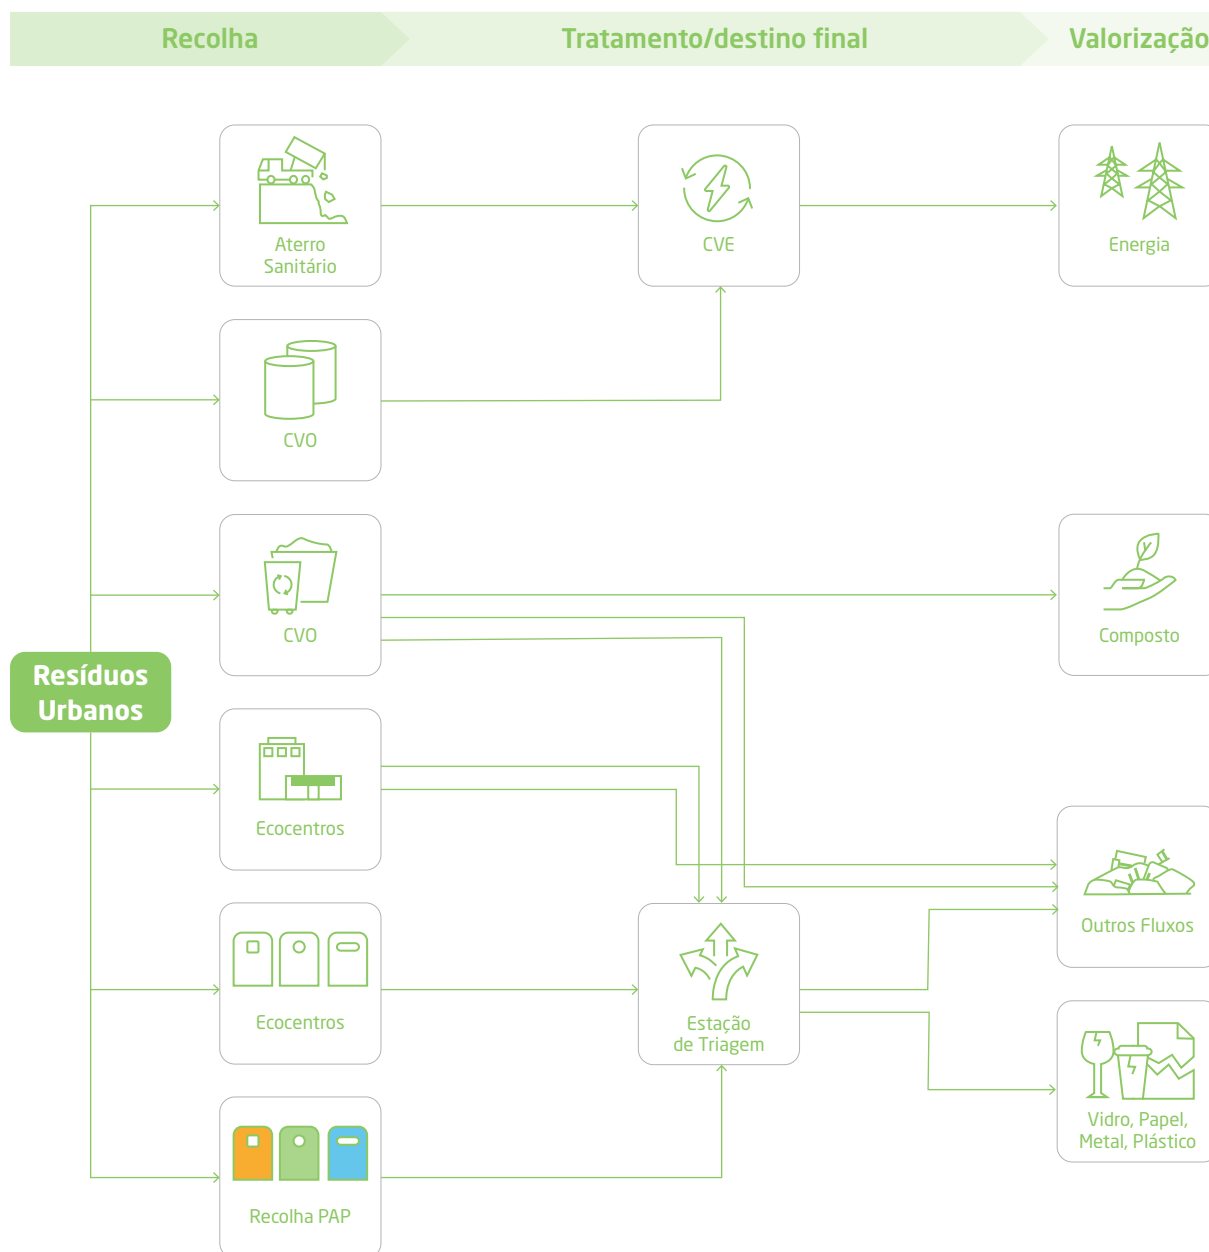 Recolha
Tratamento/destino final
Valorização
Aterro
Sanitário
CVE
Energia
CVO
CVO
Composto
Resíduos
Urbanos
Ecocentros
Outros Fluxos
Ecocentros
Estação
de Triagem
Vidro, Papel,
Metal, Plástico
Recolha PAP